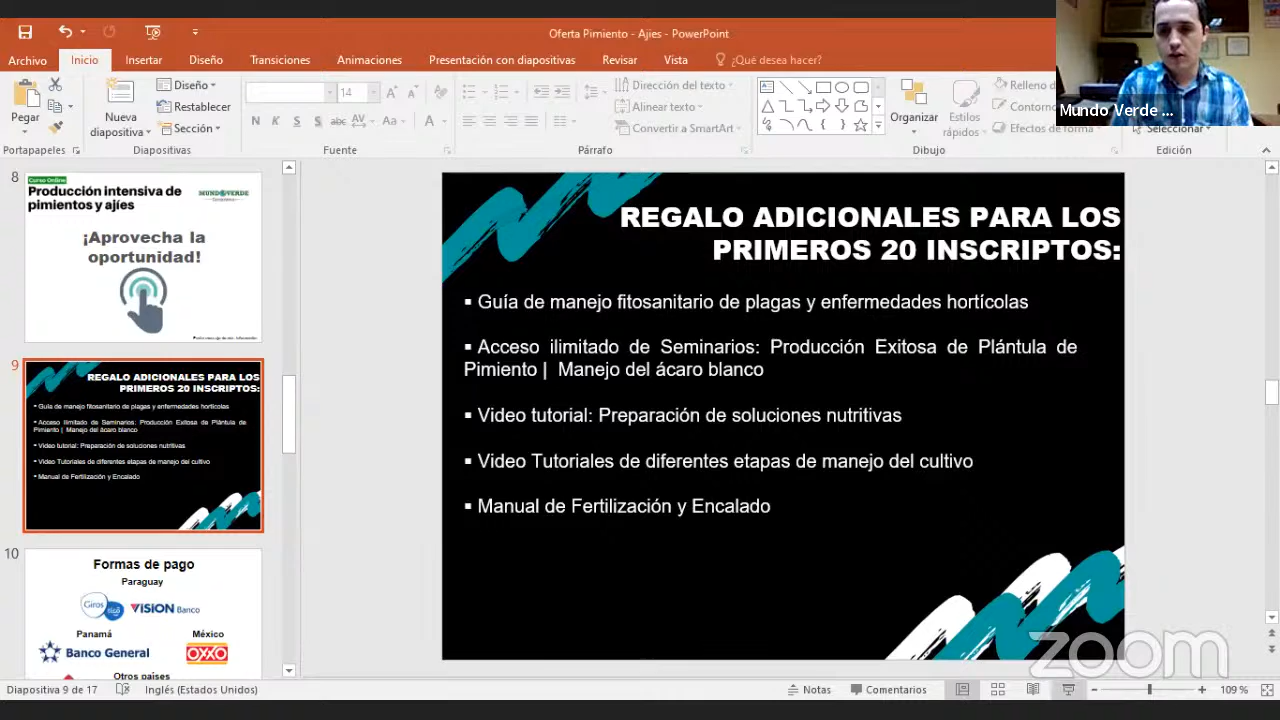 Oferta Pimiento - Ajies - PowerPoint
Archivo
Inicio
Insertar
Diseño
Transiciones
Animaciones
Presentación con diapositivas
Revisar
Vista
¿Qué desea hacer?
Pegar
Nueva
diapositiva
Diseño
Restablecer
Sección
14
N
K
S
S
abc
AV
Aa
A
Dirección del texto
Alinear texto
Convertir a SmartArt
Organizar
Estilos
rápidos
Relleno d
Contorn
Efectos de forma
Seleccionar
Mundo Verde ...
Portapapeles
Diapositivas
Fuente
Párrafo
Dibujo
Edición
8
Curso Online
Producción intensiva de
pimientos y ajíes
MUNDO VERDE
¡Aprovecha la
oportunidad!
9
REGALO ADICIONALES PARA LOS
PRIMEROS 20 INSCRIPTOS:
▪ Guía de manejo fitosanitario de plagas y enfermedades hortícolas
▪ Acceso ilimitado de Seminarios: Producción Exitosa de Plántula de
Pimiento | Manejo del ácaro blanco
▪ Video tutorial: Preparación de soluciones nutritivas
▪ Video Tutoriales de diferentes etapas de manejo del cultivo
▪ Manual de Fertilización y Encalado
10
Formas de pago
Paraguay
Giros
tigo
VISION Banco
Panamá
México
Banco General
OXXO
Otros paises
REGALO ADICIONALES PARA LOS
PRIMEROS 20 INSCRIPTOS:
▪ Guía de manejo fitosanitario de plagas y enfermedades hortícolas
▪ Acceso ilimitado de Seminarios: Producción Exitosa de Plántula de
Pimiento | Manejo del ácaro blanco
▪ Video tutorial: Preparación de soluciones nutritivas
▪ Video Tutoriales de diferentes etapas de manejo del cultivo
▪ Manual de Fertilización y Encalado
zoom
Diapositiva 9 de 17
Inglés (Estados Unidos)
Notas
Comentarios
109 %